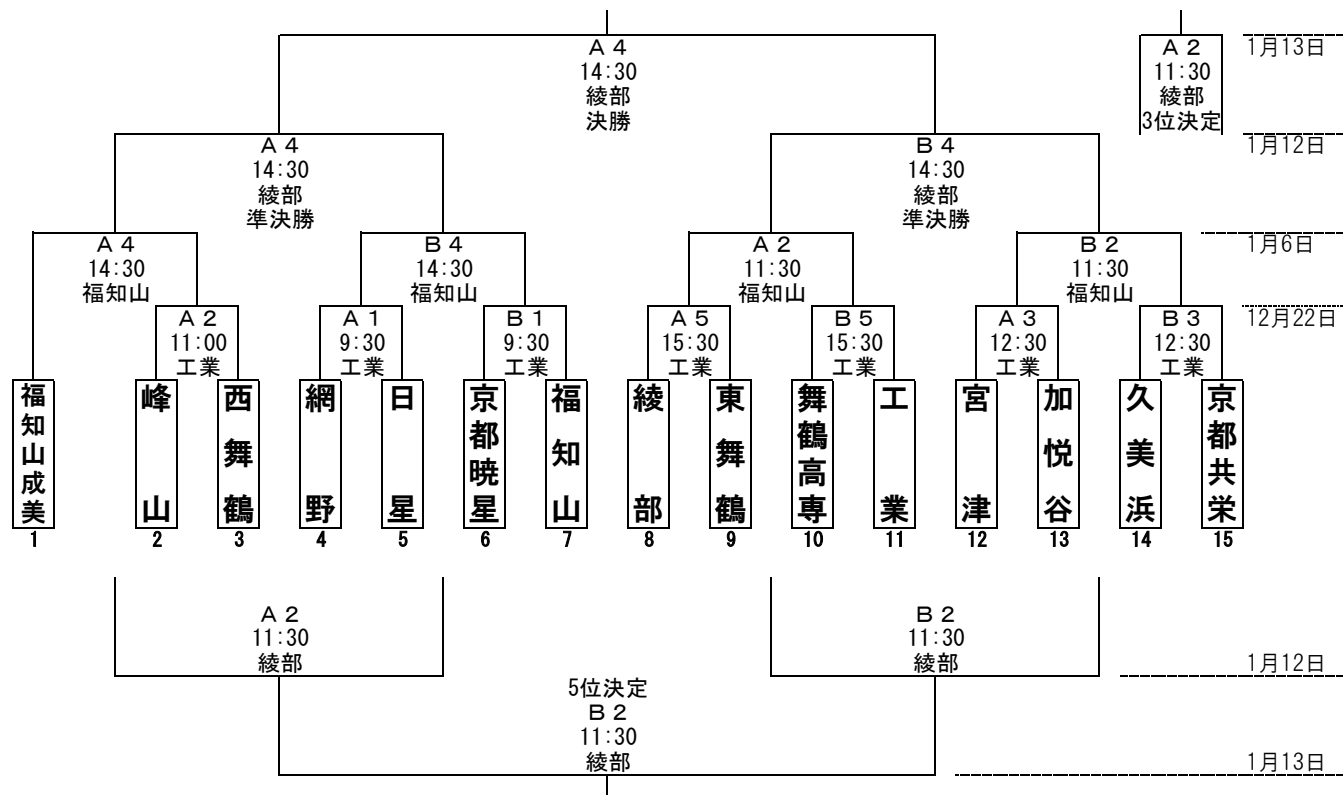 Ａ４
14:30
綾部
決勝
Ａ２
11:30
綾部
3位決定
1月13日
Ａ４
14:30
綾部
準決勝
Ｂ４
14:30
綾部
準決勝
1月12日
Ａ４
14:30
福知山
Ｂ４
14:30
福知山
Ａ２
11:30
福知山
Ｂ２
11:30
福知山
1月6日
Ａ２
11:00
工業
Ａ１
9:30
工業
Ｂ１
9:30
工業
Ａ５
15:30
工業
Ｂ５
15:30
工業
Ａ３
12:30
工業
Ｂ３
12:30
工業
12月22日
福知山成美
1
峰山
2
西舞鶴
3
網野
4
日星
5
京都暁星
6
福知山
7
綾部
8
東舞鶴
9
舞鶴高専
10
工業
11
宮津
12
加悦谷
13
久美浜
14
京都共栄
15
Ａ２
11:30
綾部
Ｂ２
11:30
綾部
1月12日
5位決定
Ｂ２
11:30
綾部
1月13日